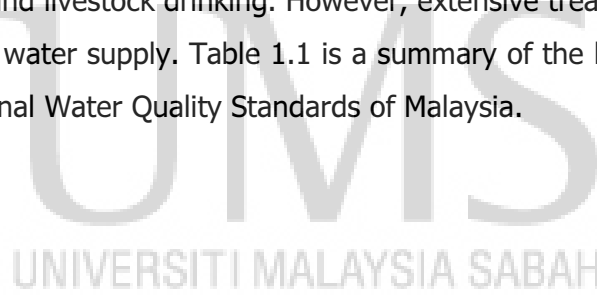 and livestock drinking. However, extensive trea
water supply. Table 1.1 is a summary of the
nal Water Quality Standards of Malaysia.
UMS
UNIVERSITI MALAYSIA SABAH